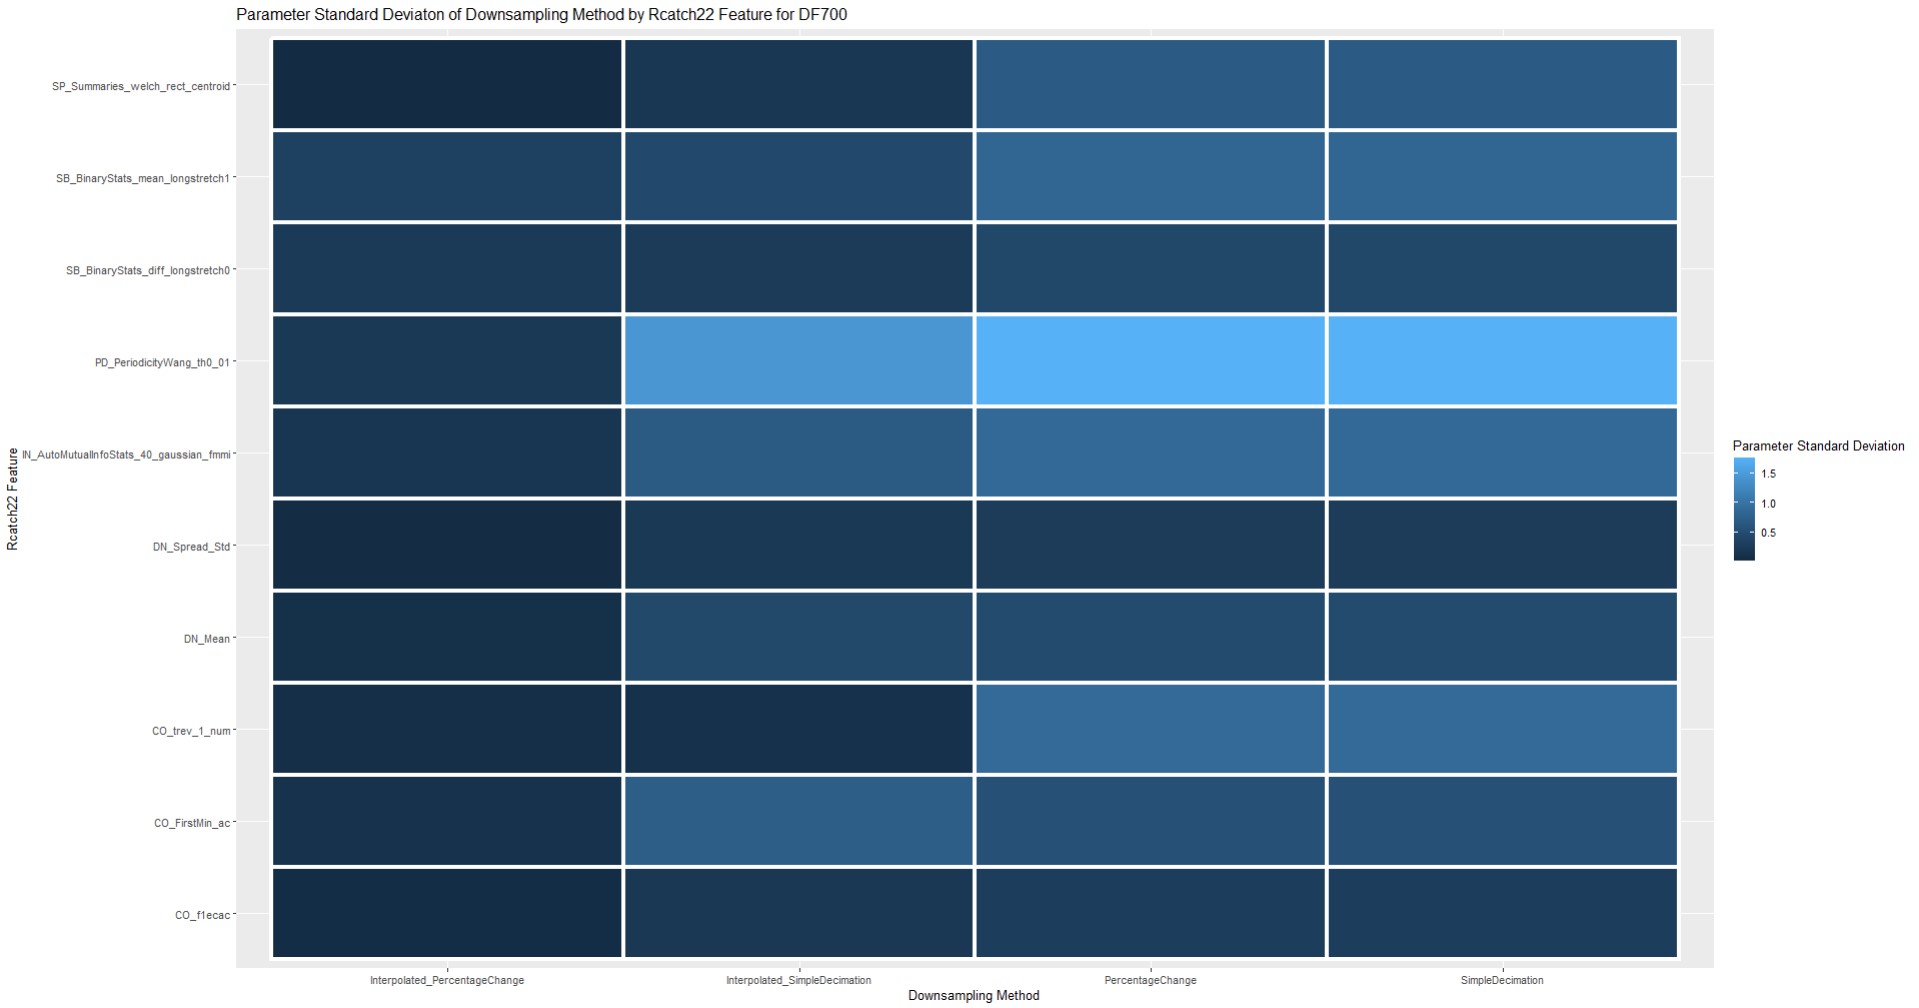 Parameter Standard Deviaton of Downsampling Method by Rcatch22 Feature for DF700
SP_Summaries_welch_rect_centroid
SB_BinaryStats_mean_longstretch1
SB_BinaryStats_diff_longstretch0
PD_PeriodicityWang_th0_01
IN_AutoMutualInfoStats_40_gaussian_fmmi
DN_Spread_Std
DN_Mean
CO_trev_1_num
CO_FirstMin_ac
CO_f1ecac
Rcatch22 Feature
Interpolated_PercentageChange
Interpolated_SimpleDecimation
PercentageChange
SimpleDecimation
Downsampling Method
Parameter Standard Deviation
1.5
1.0
0.5